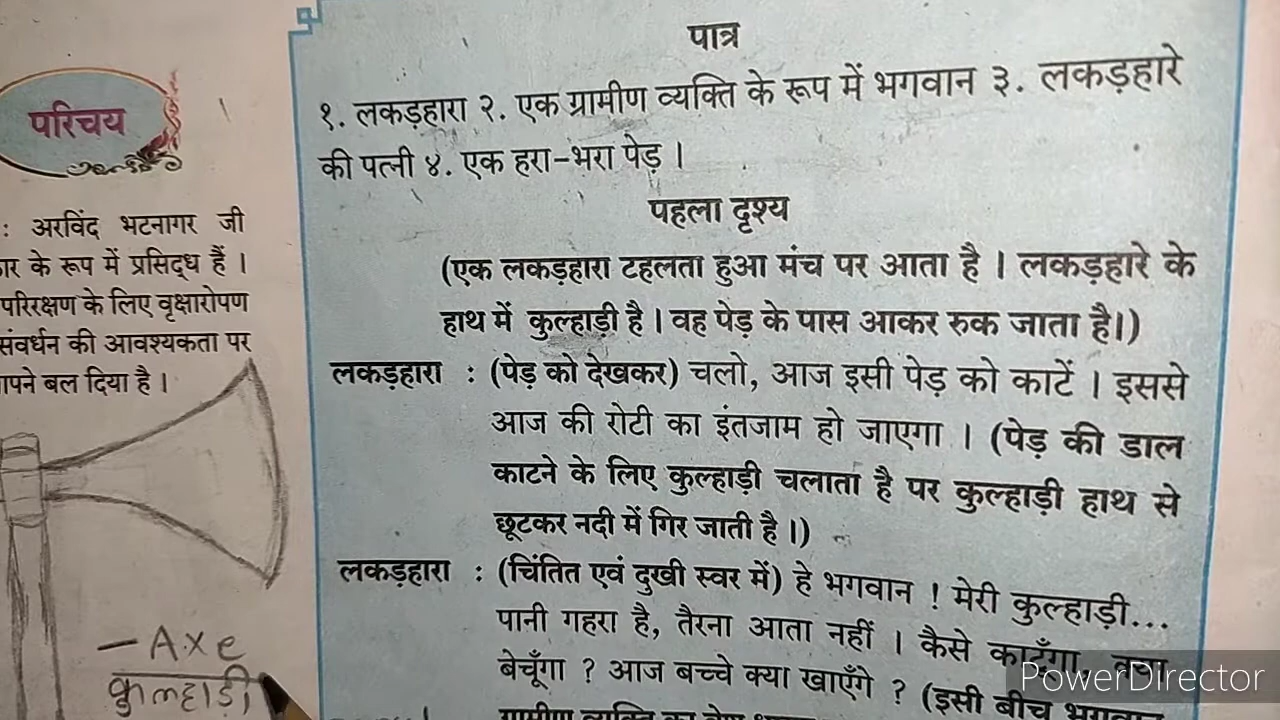 परिचय
: अरविंद भटनागर जी
के रूप में प्रसिद्ध हैं ।
परिरक्षण के लिए वृक्षारोपण
संवर्धन की आवश्यकता पर
बल दिया है ।
– Axe
कुल्हाड़ी
पात्र
१. लकड़हारा २. एक ग्रामीण व्यक्ति के रूप में भगवान ३. लकड़हारे
की पत्नी ४. एक हरा-भरा पेड़ ।
पहला दृश्य
(एक लकड़हारा टहलता हुआ मंच पर आता है । लकड़हारे के
हाथ में कुल्हाड़ी है । वह पेड़ के पास आकर रुक जाता है।)
लकड़हारा : (पेड़ को देखकर) चलो, आज इसी पेड़ को काटें । इससे
आज की रोटी का इंतजाम हो जाएगा । (पेड़ की डाल
काटने के लिए कुल्हाड़ी चलाता है पर कुल्हाड़ी हाथ से
छूटकर नदी में गिर जाती है ।)
लकड़हारा : (चिंतित एवं दुखी स्वर में) हे भगवान ! मेरी कुल्हाड़ी...
पानी गहरा है, तैरना आता नहीं । कैसे काटूँगा, क्या
बेचूँगा ? आज बच्चे क्या खाएँगे ? (इसी बीच भगवान
PowerDirector